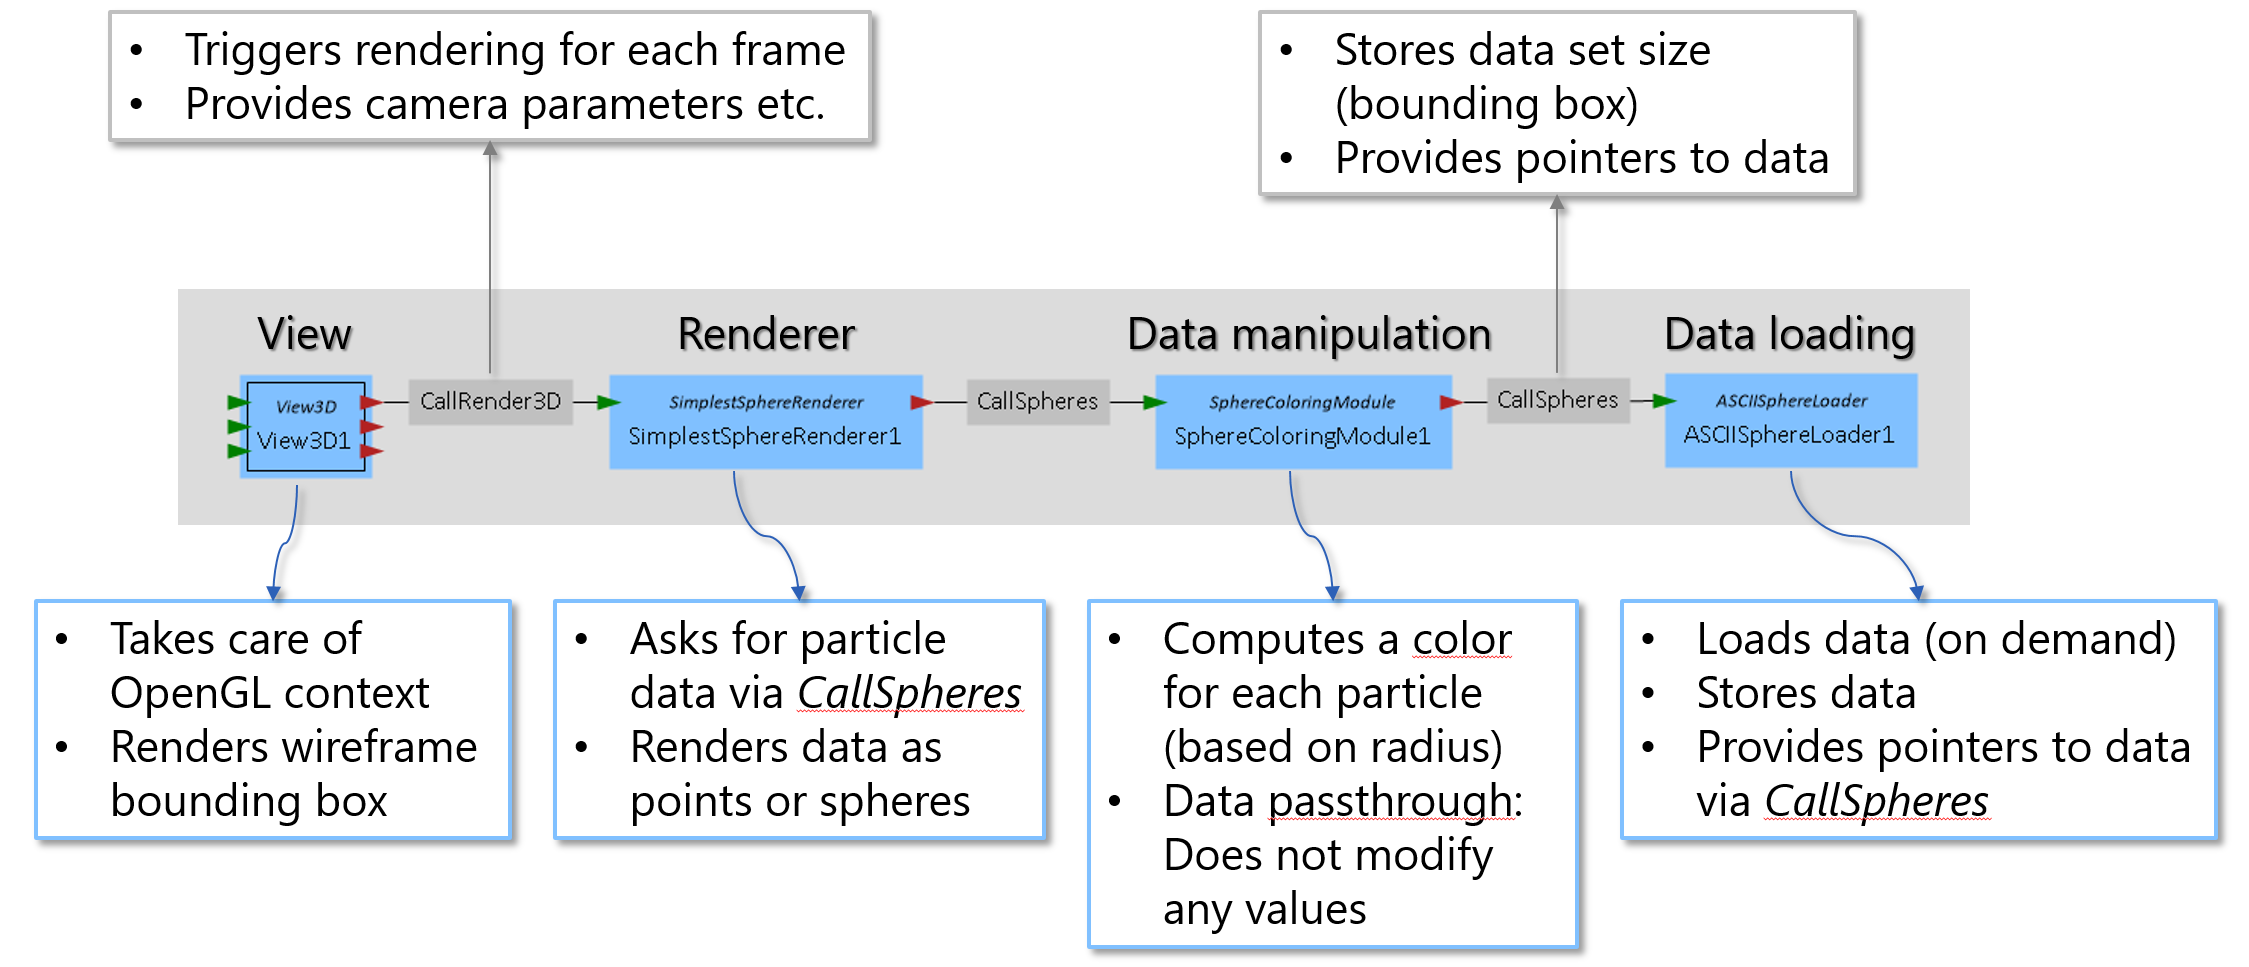 • Triggers rendering for each frame
• Provides camera parameters etc.
• Stores data set size
(bounding box)
• Provides pointers to data
View
Renderer
Data manipulation
Data loading
View3D
View3D1
CallRender3D
SimplestSphereRenderer
SimplestSphereRenderer1
CallSpheres
SphereColoringModule
SphereColoringModule1
CallSpheres
ASCIISphereLoader
ASCIISphereLoader1
• Takes care of
OpenGL context
• Renders wireframe
bounding box
• Asks for particle
data via CallSpheres
• Renders data as
points or spheres
• Computes a color
for each particle
(based on radius)
• Data passthrough:
Does not modify
any values
• Loads data (on demand)
• Stores data
• Provides pointers to data
via CallSpheres